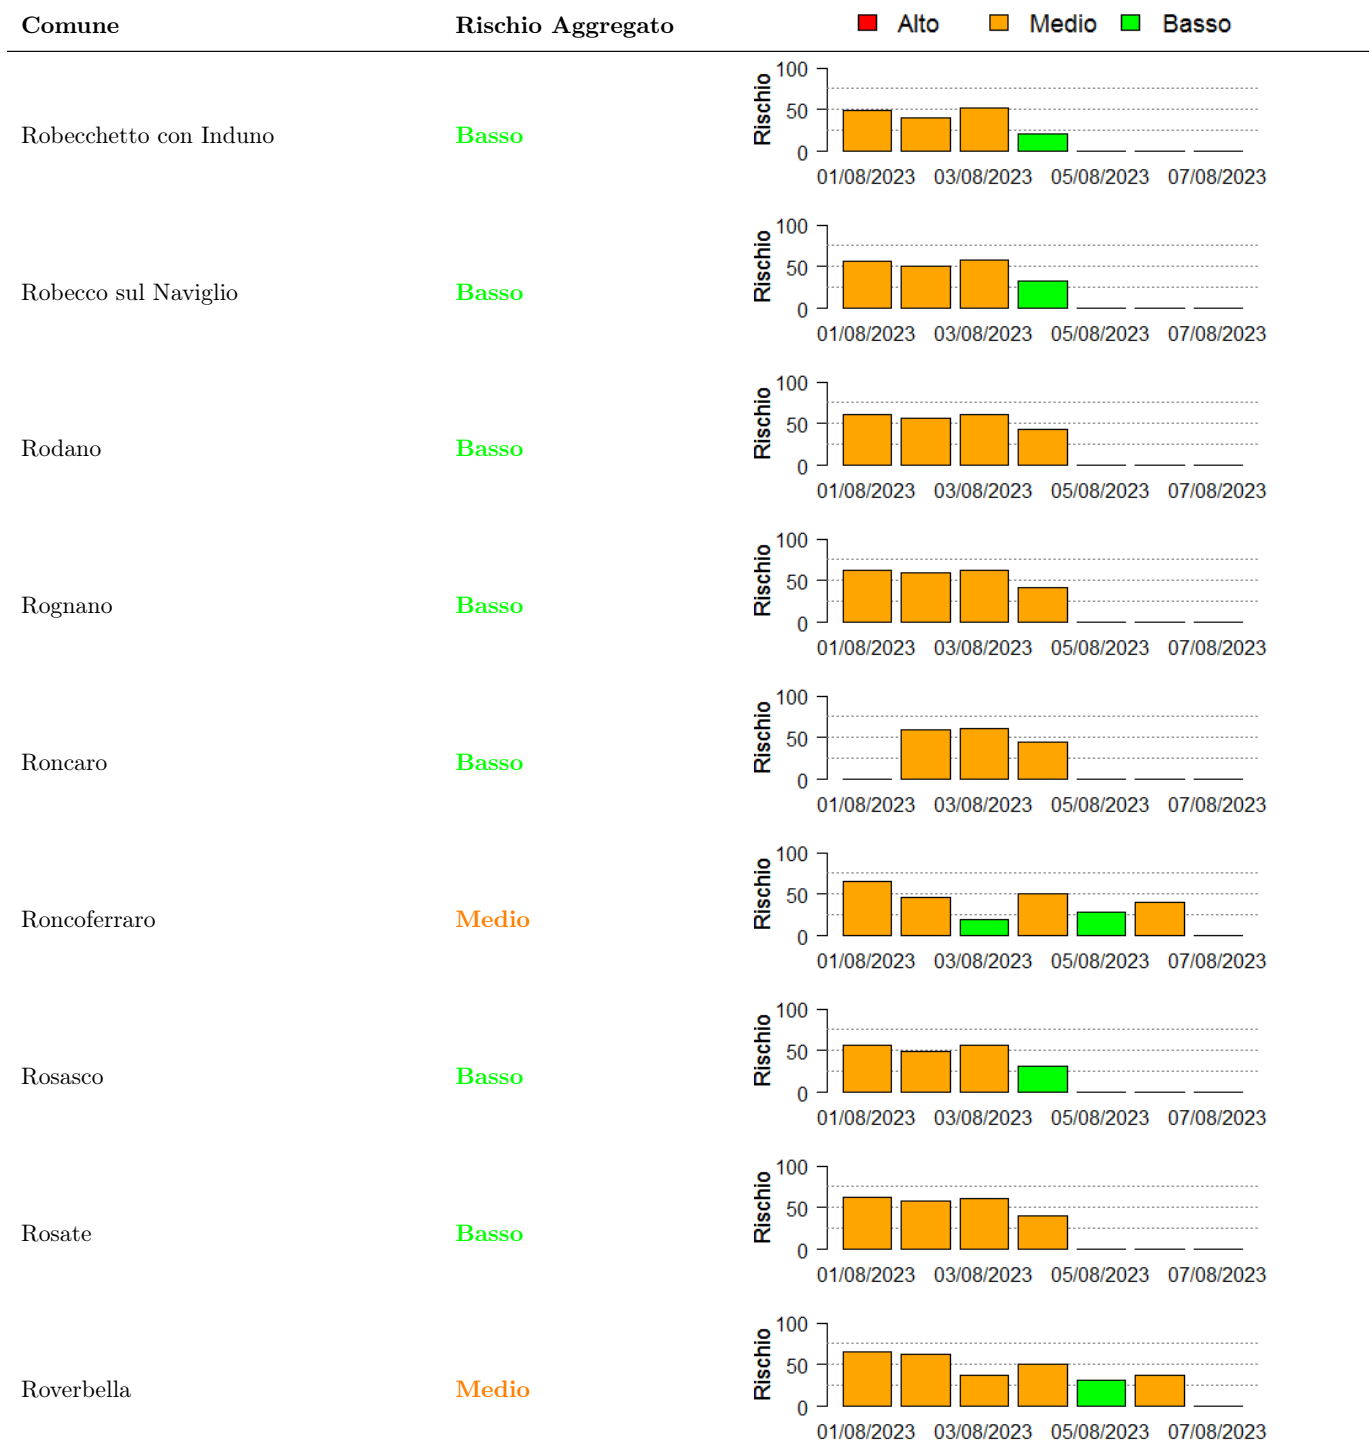 Comune Rischio Aggregato Alto Medio Basso
100
50
0
Rischio
Robecchetto con Induno Basso
01/08/2023 03/08/2023 05/08/2023 07/08/2023
100
50
0
Rischio
Robecco sul Naviglio Basso
01/08/2023 03/08/2023 05/08/2023 07/08/2023
100
50
0
Rischio
Rodano Basso
01/08/2023 03/08/2023 05/08/2023 07/08/2023
100
50
0
Rischio
Rognano Basso
01/08/2023 03/08/2023 05/08/2023 07/08/2023
100
50
0
Rischio
Roncaro Basso
01/08/2023 03/08/2023 05/08/2023 07/08/2023
100
50
0
Rischio
Roncoferraro Medio
01/08/2023 03/08/2023 05/08/2023 07/08/2023
100
50
0
Rischio
Rosasco Basso
01/08/2023 03/08/2023 05/08/2023 07/08/2023
100
50
0
Rischio
Rosate Basso
01/08/2023 03/08/2023 05/08/2023 07/08/2023
100
50
0
Rischio
Roverbella Medio
01/08/2023 03/08/2023 05/08/2023 07/08/2023